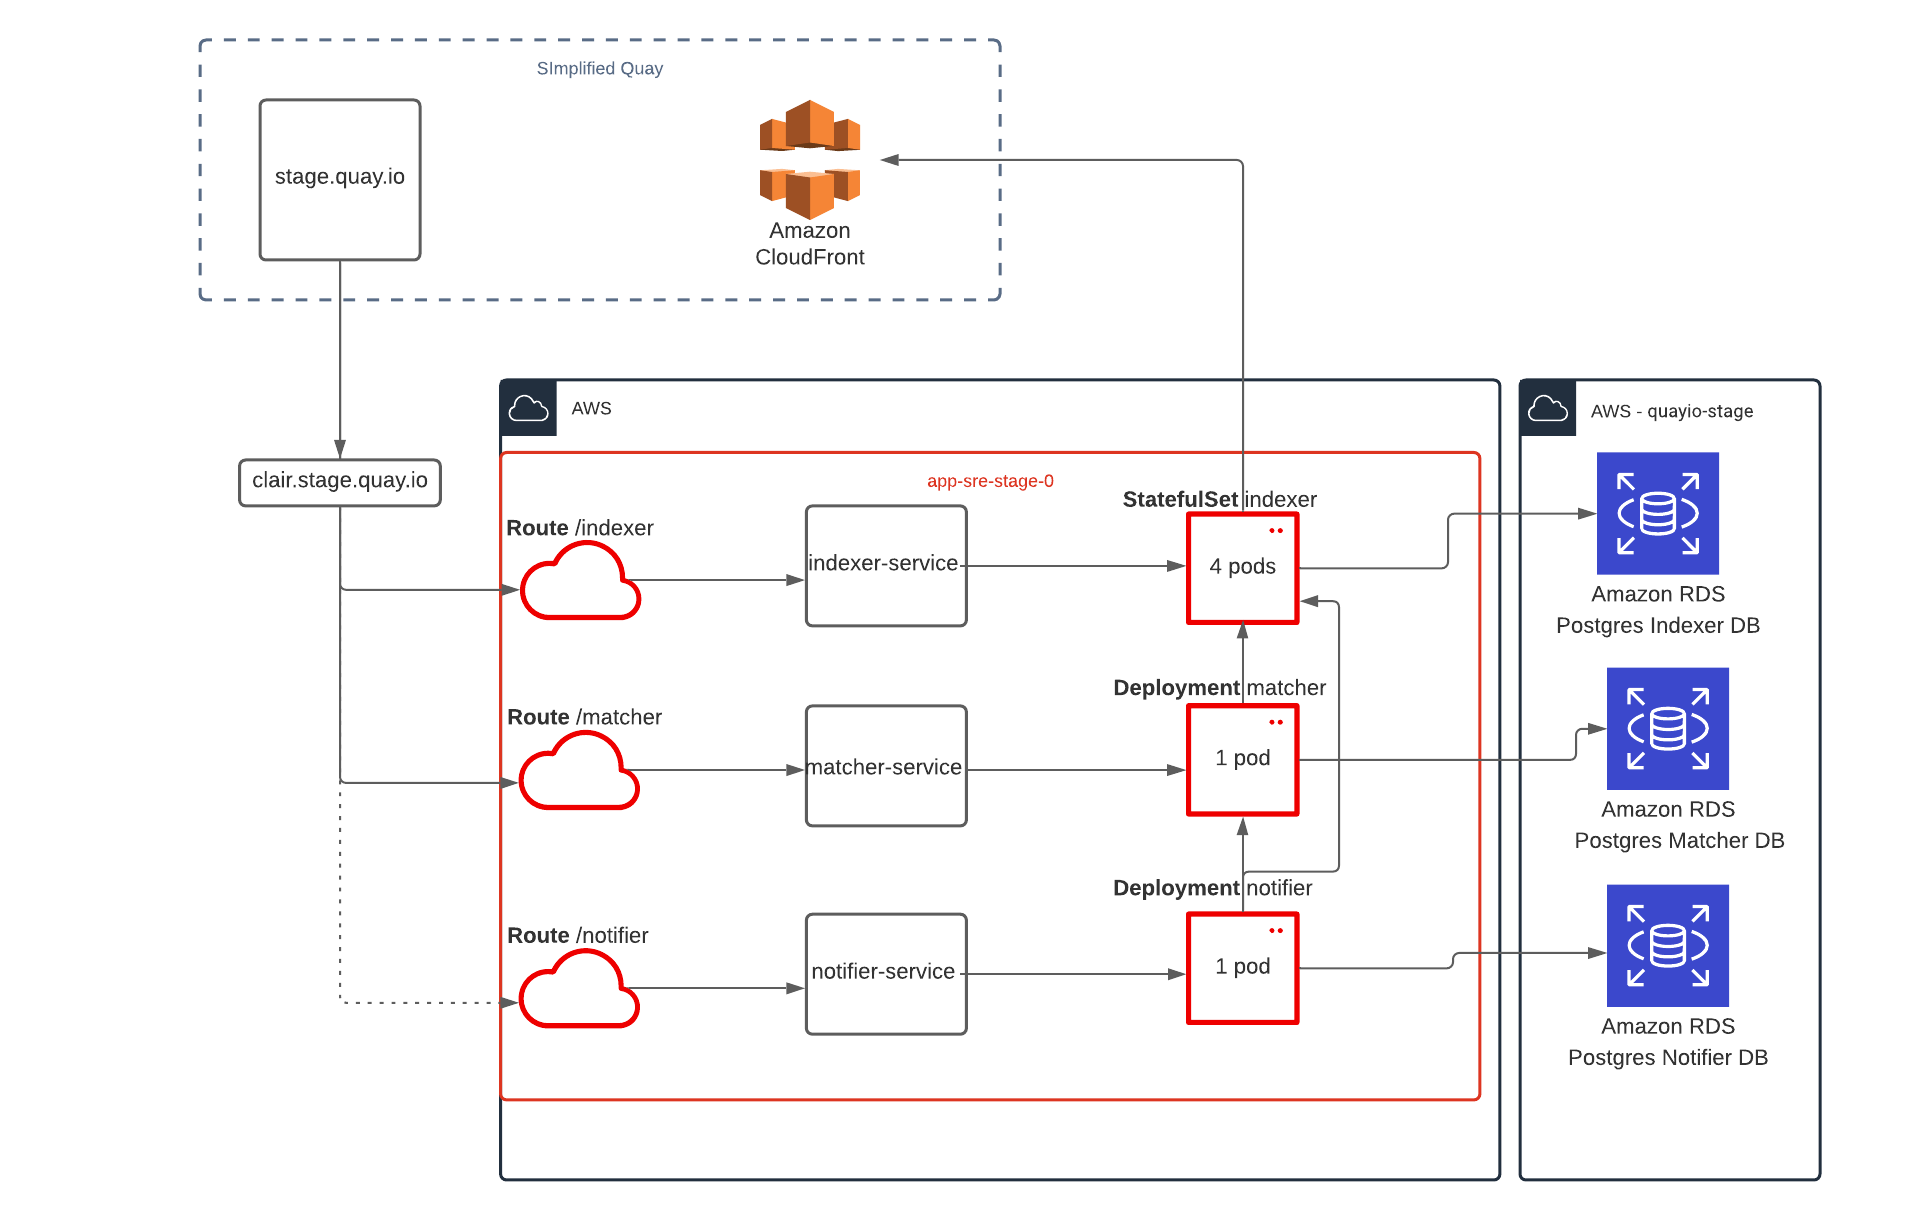 SImplified Quay
stage.quay.io
Amazon
CloudFront
AWS
AWS - quayio-stage
clair.stage.quay.io
app-sre-stage-0
Route /indexer
indexer-service
StatefulSet indexer
4 pods
Amazon RDS
Postgres Indexer DB
Route /matcher
matcher-service
Deployment matcher
1 pod
Amazon RDS
Postgres Matcher DB
Route /notifier
notifier-service
Deployment notifier
1 pod
Amazon RDS
Postgres Notifier DB